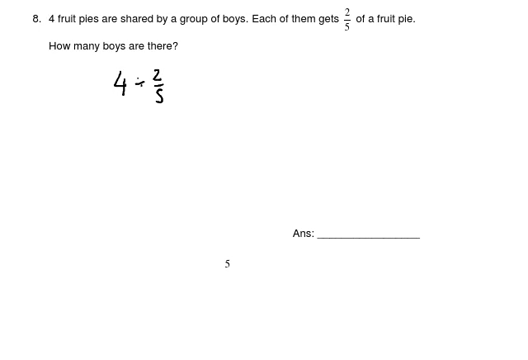 8. 4 fruit pies are shared by a group of boys. Each of them gets 2/5 of a fruit pie.
How many boys are there?
4 ÷ 2/5
Ans: ____________________
5